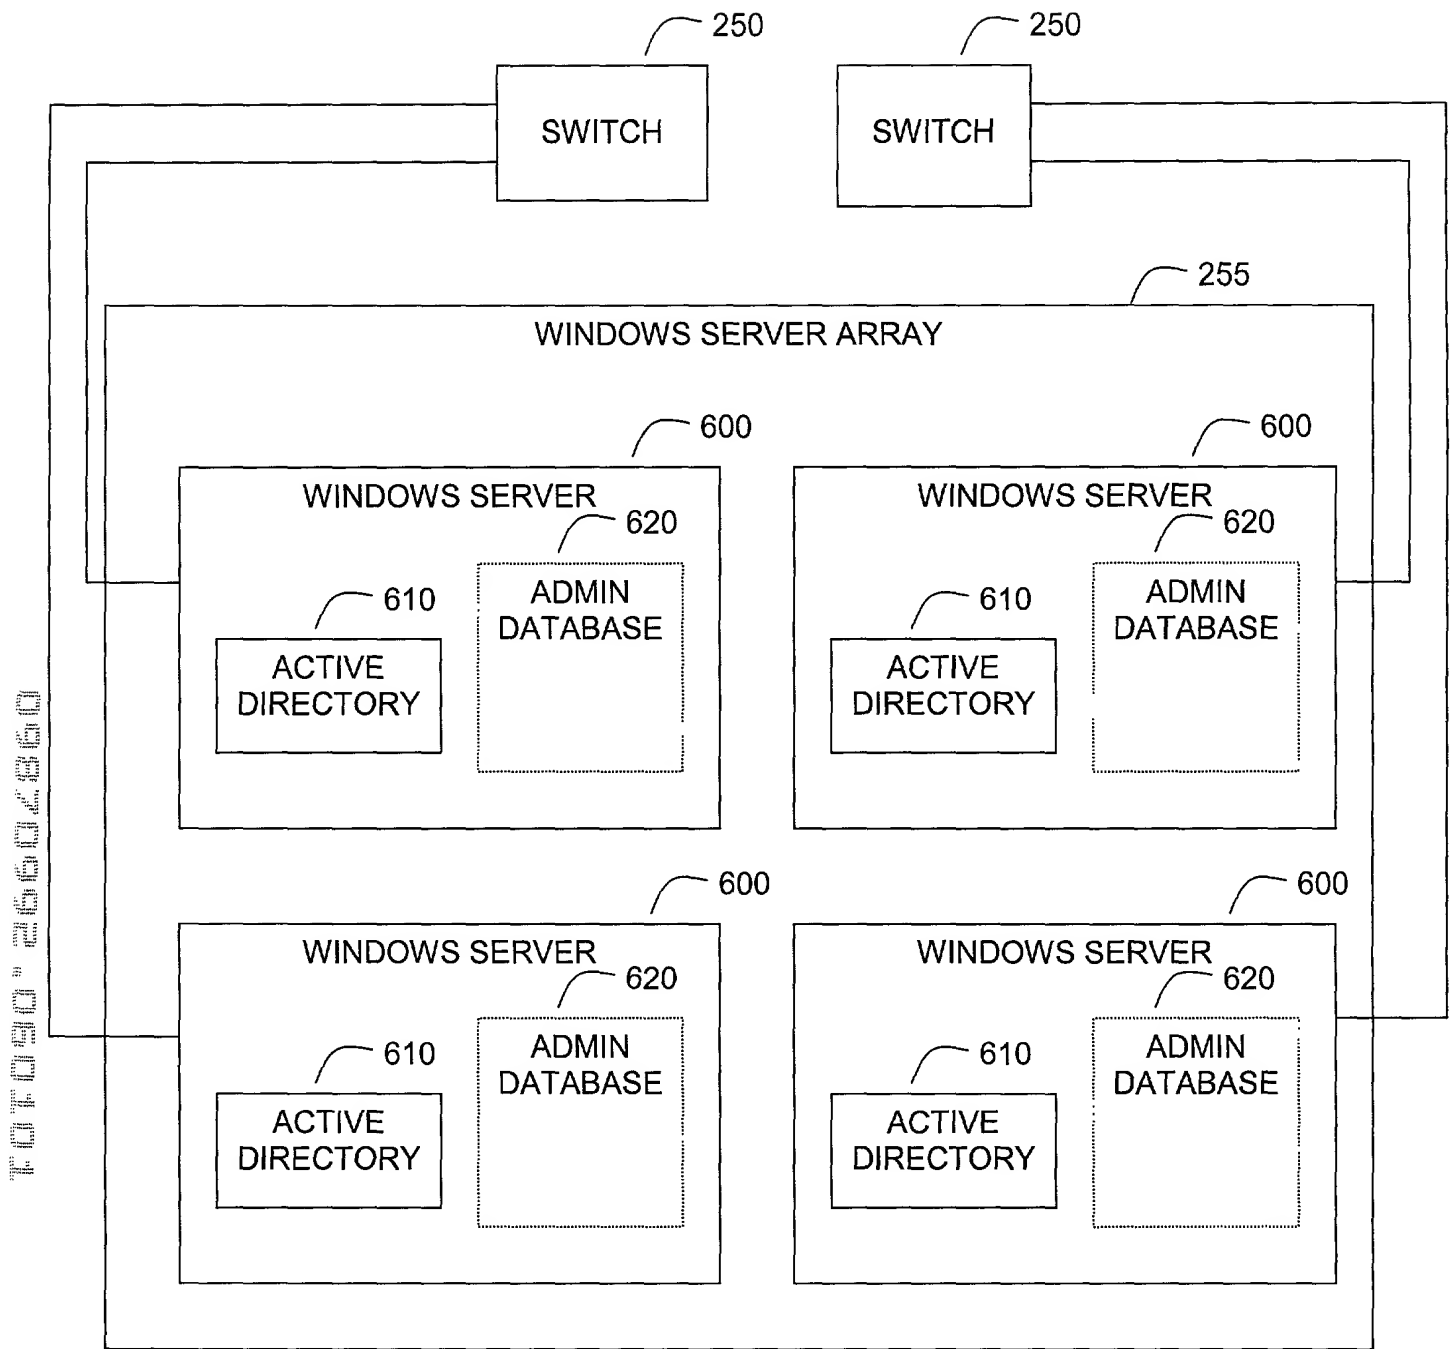 250
250
SWITCH
SWITCH
255
WINDOWS SERVER ARRAY
600
600
WINDOWS SERVER
620
ADMIN
DATABASE
610
ACTIVE
DIRECTORY
WINDOWS SERVER
620
ADMIN
DATABASE
610
ACTIVE
DIRECTORY
600
600
WINDOWS SERVER
620
ADMIN
DATABASE
610
ACTIVE
DIRECTORY
WINDOWS SERVER
620
ADMIN
DATABASE
610
ACTIVE
DIRECTORY